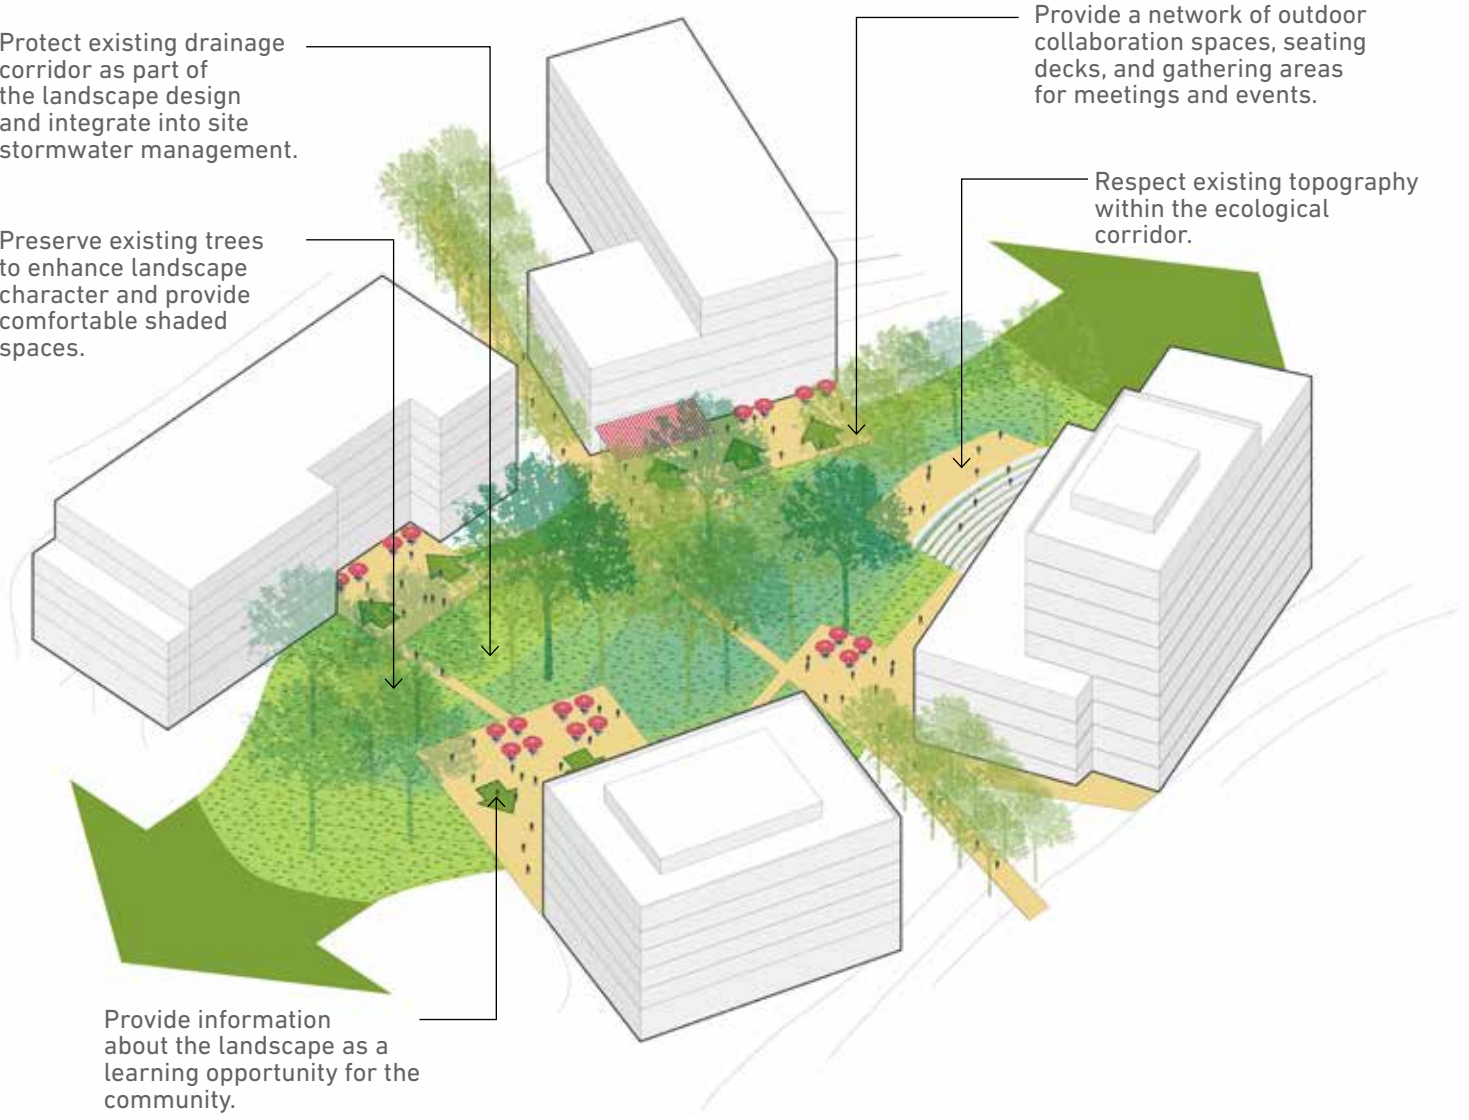 Protect existing drainage
corridor as part of
the landscape design
and integrate into site
stormwater management.
Preserve existing trees
to enhance landscape
character and provide
comfortable shaded
spaces.
Provide a network of outdoor
collaboration spaces, seating
decks, and gathering areas
for meetings and events.
Respect existing topography
within the ecological
corridor.
Provide information
about the landscape as a
learning opportunity for the
community.